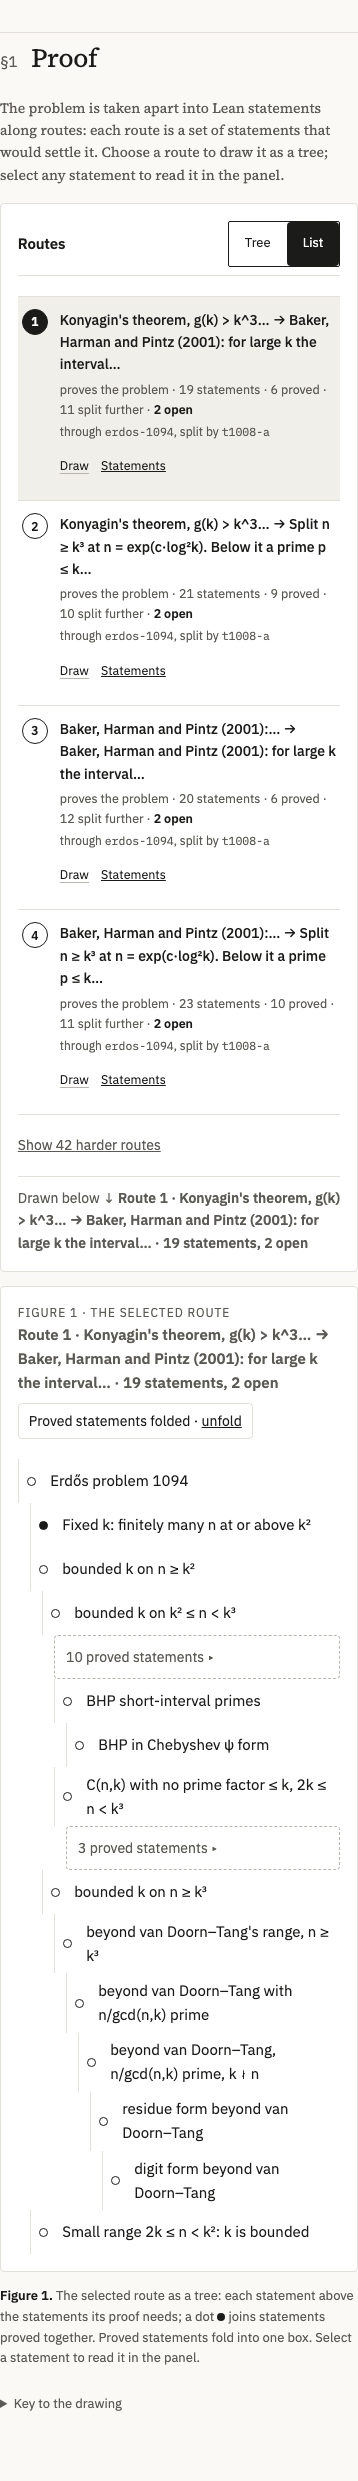 §1 Proof
The problem is taken apart into Lean statements
along routes: each route is a set of statements that
would settle it. Choose a route to draw it as a tree;
select any statement to read it in the panel.
Routes
Tree List
1 Konyagin's theorem, g(k) > k^3… → Baker,
Harman and Pintz (2001): for large k the
interval…
proves the problem · 19 statements · 6 proved ·
11 split further · 2 open
through erdos-1094, split by t1008-a
Draw Statements
2 Konyagin's theorem, g(k) > k^3… → Split n
≥ k³ at n = exp(c·log²k). Below it a prime p
≤ k…
proves the problem · 21 statements · 9 proved ·
10 split further · 2 open
through erdos-1094, split by t1008-a
Draw Statements
3 Baker, Harman and Pintz (2001):… →
Baker, Harman and Pintz (2001): for large k
the interval…
proves the problem · 20 statements · 6 proved ·
12 split further · 2 open
through erdos-1094, split by t1008-a
Draw Statements
4 Baker, Harman and Pintz (2001):… → Split
n ≥ k³ at n = exp(c·log²k). Below it a prime
p ≤ k…
proves the problem · 23 statements · 10 proved ·
11 split further · 2 open
through erdos-1094, split by t1008-a
Draw Statements
Show 42 harder routes
Drawn below ↓ Route 1 · Konyagin's theorem, g(k)
> k^3… → Baker, Harman and Pintz (2001): for
large k the interval… · 19 statements, 2 open
FIGURE 1 · THE SELECTED ROUTE
Route 1 · Konyagin's theorem, g(k) > k^3… →
Baker, Harman and Pintz (2001): for large k
the interval… · 19 statements, 2 open
Proved statements folded · unfold
Erdős problem 1094
Fixed k: finitely many n at or above k²
bounded k on n ≥ k²
bounded k on k² ≤ n < k³
10 proved statements ▸
BHP short-interval primes
BHP in Chebyshev ψ form
C(n,k) with no prime factor ≤ k, 2k ≤
n < k³
3 proved statements ▸
bounded k on n ≥ k³
beyond van Doorn–Tang's range, n ≥
k³
beyond van Doorn–Tang with
n/gcd(n,k) prime
beyond van Doorn–Tang,
n/gcd(n,k) prime, k ∤ n
residue form beyond van
Doorn–Tang
digit form beyond van
Doorn–Tang
Small range 2k ≤ n < k²: k is bounded
Figure 1. The selected route as a tree: each statement above
the statements its proof needs; a dot ● joins statements
proved together. Proved statements fold into one box. Select
a statement to read it in the panel.
▶ Key to the drawing